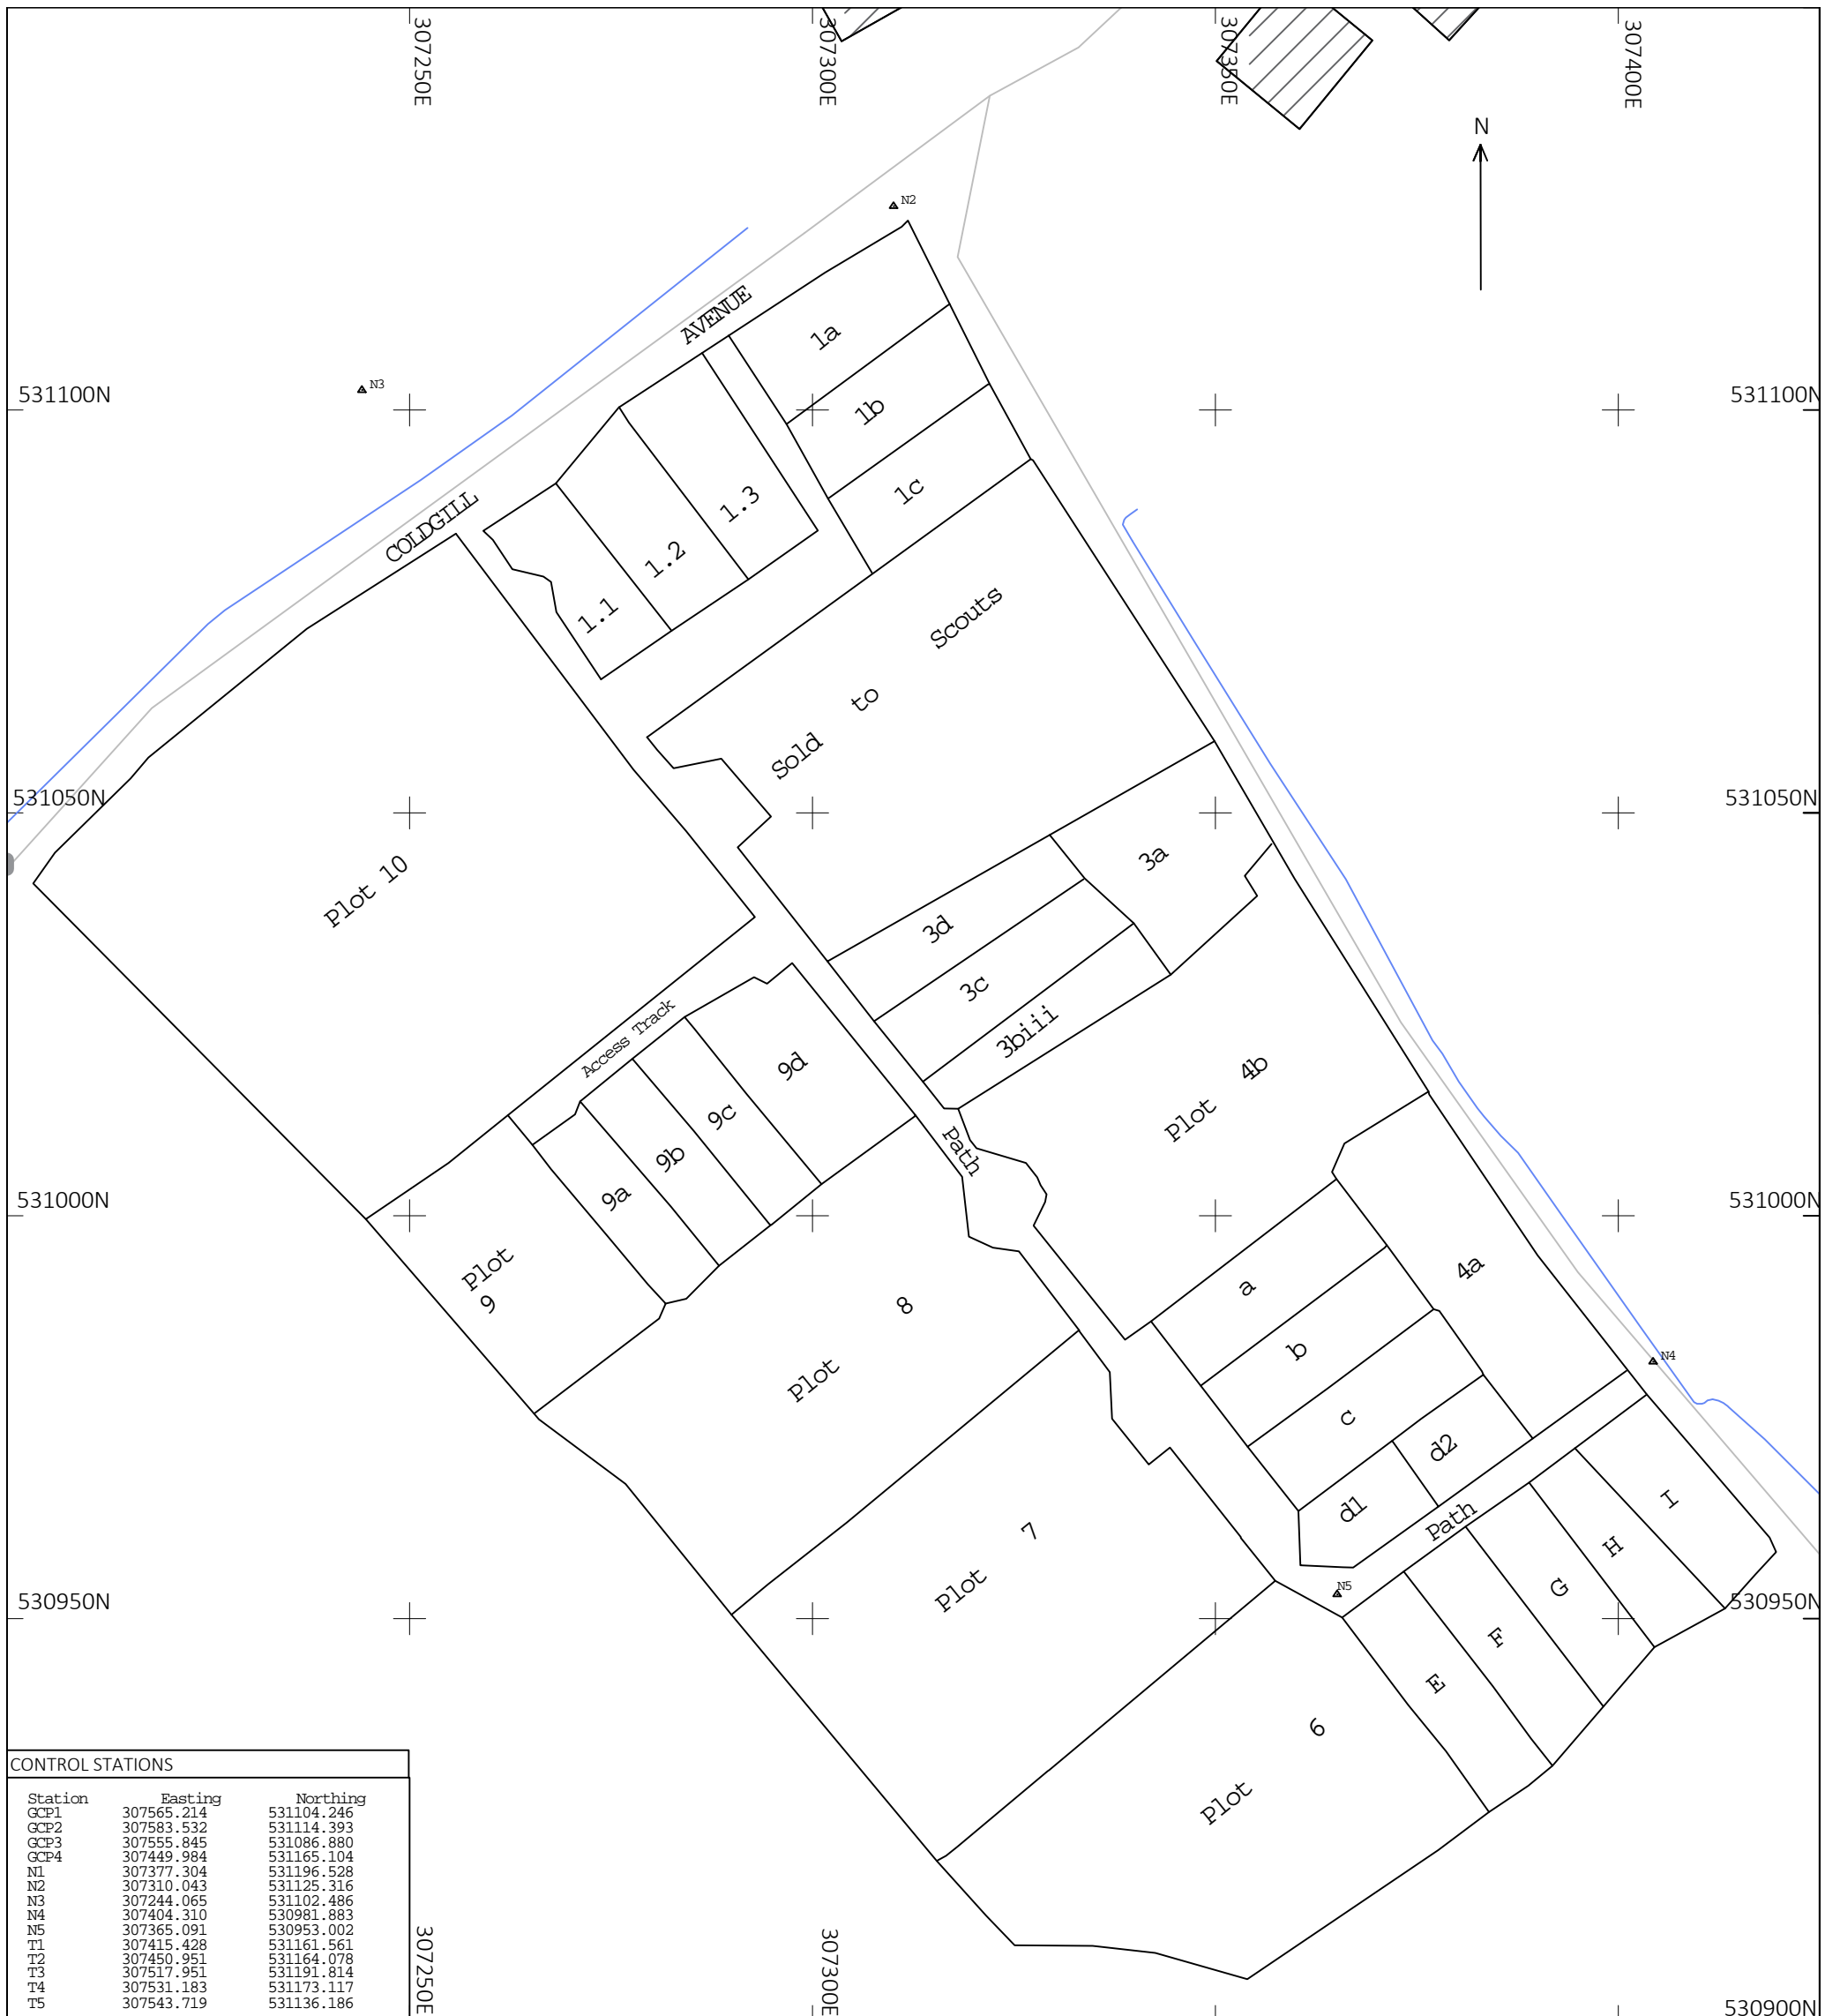 307250E
307300E
307350E
307400E
N
N2
AVENUE
1a
N3
531100N
531100N
1b
COLDGILL
1.3
1c
1.2
1.1
Scouts
to
Sold
531050N
531050N
Plot 10
3a
3d
3c
Access Track
3biii
9d
4b
9c
Plot
Path
9b
9a
531000N
531000N
Plot
9
a
4a
8
b
N4
Plot
c
d2
I
d1
Path
7
H
Plot
N5
G
530950N
530950N
F
E
6
Plot
CONTROL STATIONS
Station Easting Northing
GCP1 307565.214 531104.246
GCP2 307583.532 531114.393
GCP3 307555.845 531086.880
GCP4 307449.984 531165.104
N1 307377.304 531196.528
N2 307310.043 531125.316
N3 307244.065 531102.486
N4 307404.310 530981.883
N5 307365.091 530953.002
T1 307415.428 531161.561
T2 307450.951 531164.078
T3 307517.951 531191.814
T4 307531.183 531173.117
T5 307543.719 531136.186
307250E
307300E
530900N